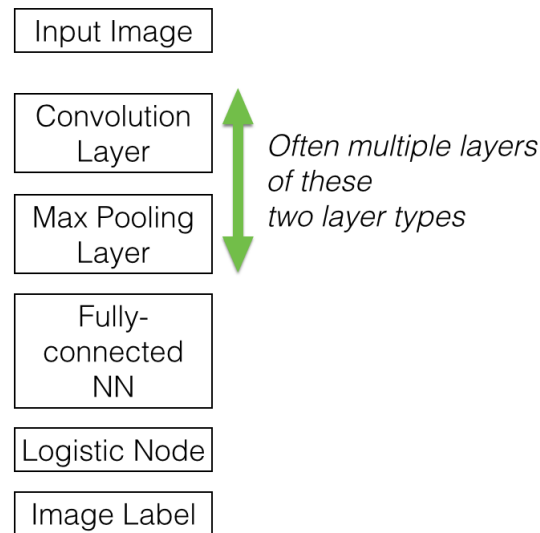 Input Image
Convolution
Layer
Often multiple layers
of these
two layer types
Max Pooling
Layer
Fully-
connected
NN
Logistic Node
Image Label